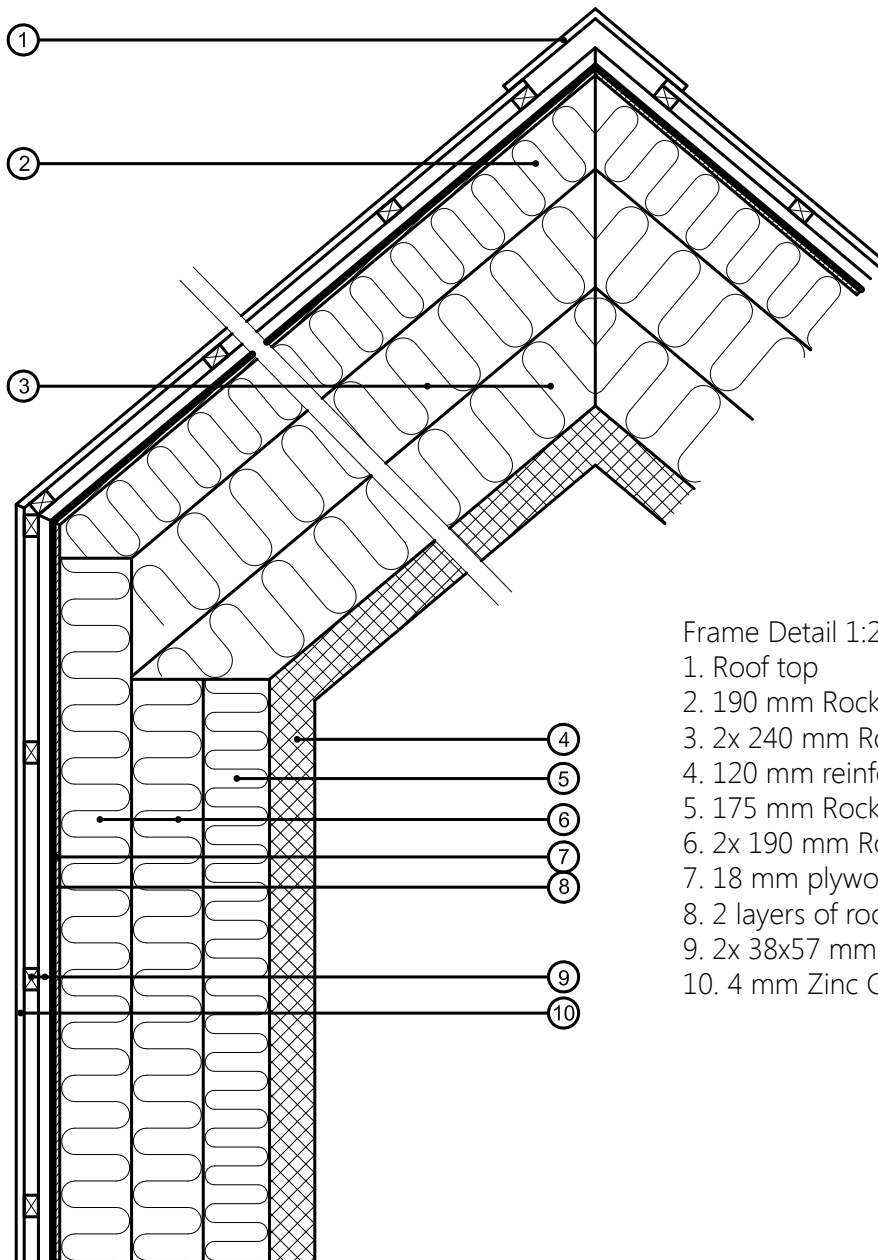 1
2
3
4
5
6
7
8
9
10
Frame Detail 1:2
1. Roof top
2. 190 mm Rock
3. 2x 240 mm Ro
4. 120 mm reinfo
5. 175 mm Rock
6. 2x 190 mm Ro
7. 18 mm plywo
8. 2 layers of roo
9. 2x 38x57 mm
10. 4 mm Zinc C